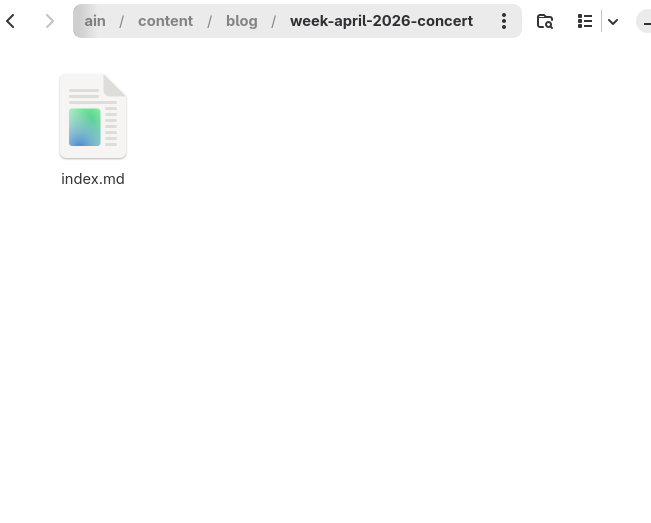 ain / content / blog / week-april-2026-concert
index.md